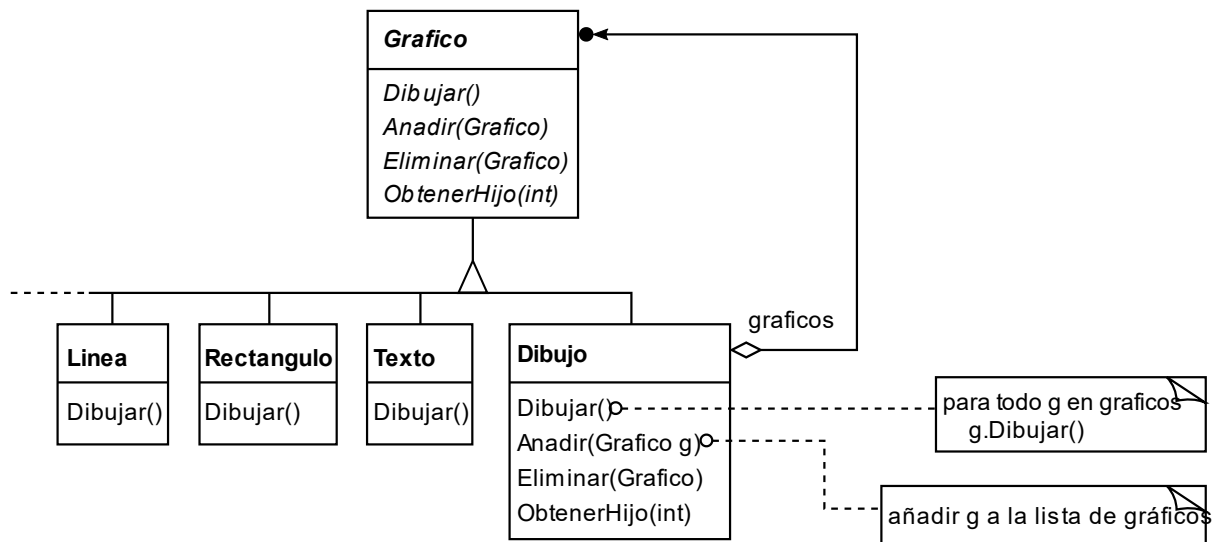 Grafico
Dibujar()
Anadir(Grafico)
Eliminar(Grafico)
ObtenerHijo(int)
graficos
Linea
Dibujar()
Rectangulo
Dibujar()
Texto
Dibujar()
Dibujo
Dibujar()
Anadir(Grafico g)
Eliminar(Grafico)
ObtenerHijo(int)
para todo g en graficos
g.Dibujar()
añadir g a la lista de gráficos